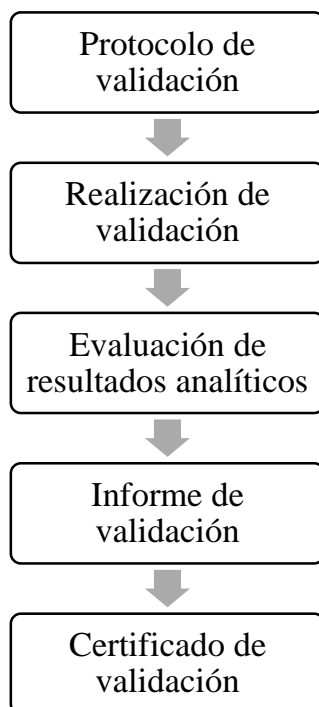 Protocolo de
validación
Realización de
validación
Evaluación de
resultados analíticos
Informe de
validación
Certificado de
validación